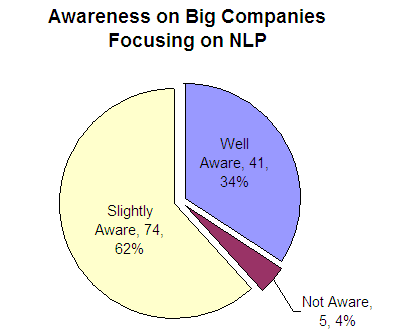 Awareness on Big Companies
Focusing on NLP
Well
Aware, 41,
34%
Slightly
Aware, 74,
62%
Not Aware,
5, 4%